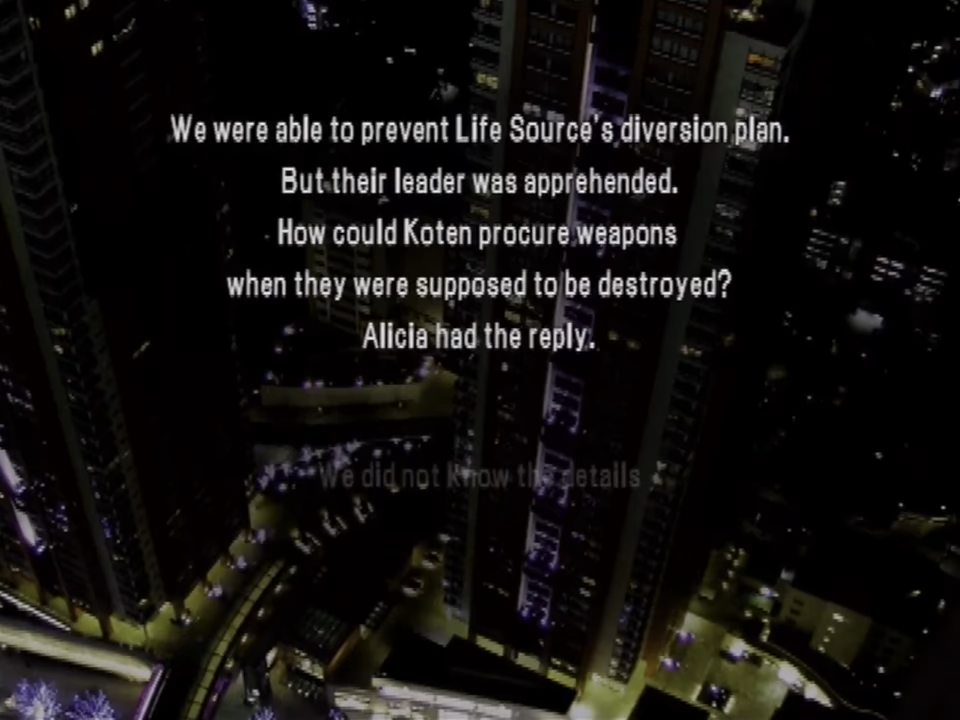 We were able to prevent Life Source's diversion plan.
But their leader was apprehended.
How could Koten procure weapons
when they were supposed to be destroyed?
Alicia had the reply.
We did not know the details